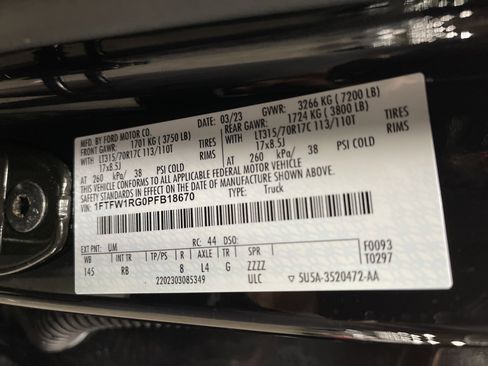 MFD. BY FORD MOTOR CO.
DATE: 03/23 GVWR: 3266 KG ( 7200 LB)
FRONT GAWR: 1701 KG ( 3750 LB) REAR GAWR: 1724 KG ( 3800 LB)
WITH LT315/70R17C 113/110T TIRES WITH LT315/70R17C 113/110T TIRES
17x8.5J RIMS 17x8.5J RIMS
AT 260 kPa/ 38 PSI COLD AT 260 kPa/ 38 PSI COLD
THIS VEHICLE CONFORMS TO ALL APPLICABLE FEDERAL MOTOR VEHICLE
SAFETY STANDARDS IN EFFECT ON THE DATE OF MANUFACTURE SHOWN ABOVE.
VIN: 1FTFW1RG0PFB18670 TYPE: Truck
EXT PNT: UM RC: 44 DSO:
WB BRK INT TR TP/PS R AXLE TR SPR
145 RB 8 L4 G ZZZZ
2202303085349 ULC
F0093
T0297
5U5A-3520472-AA